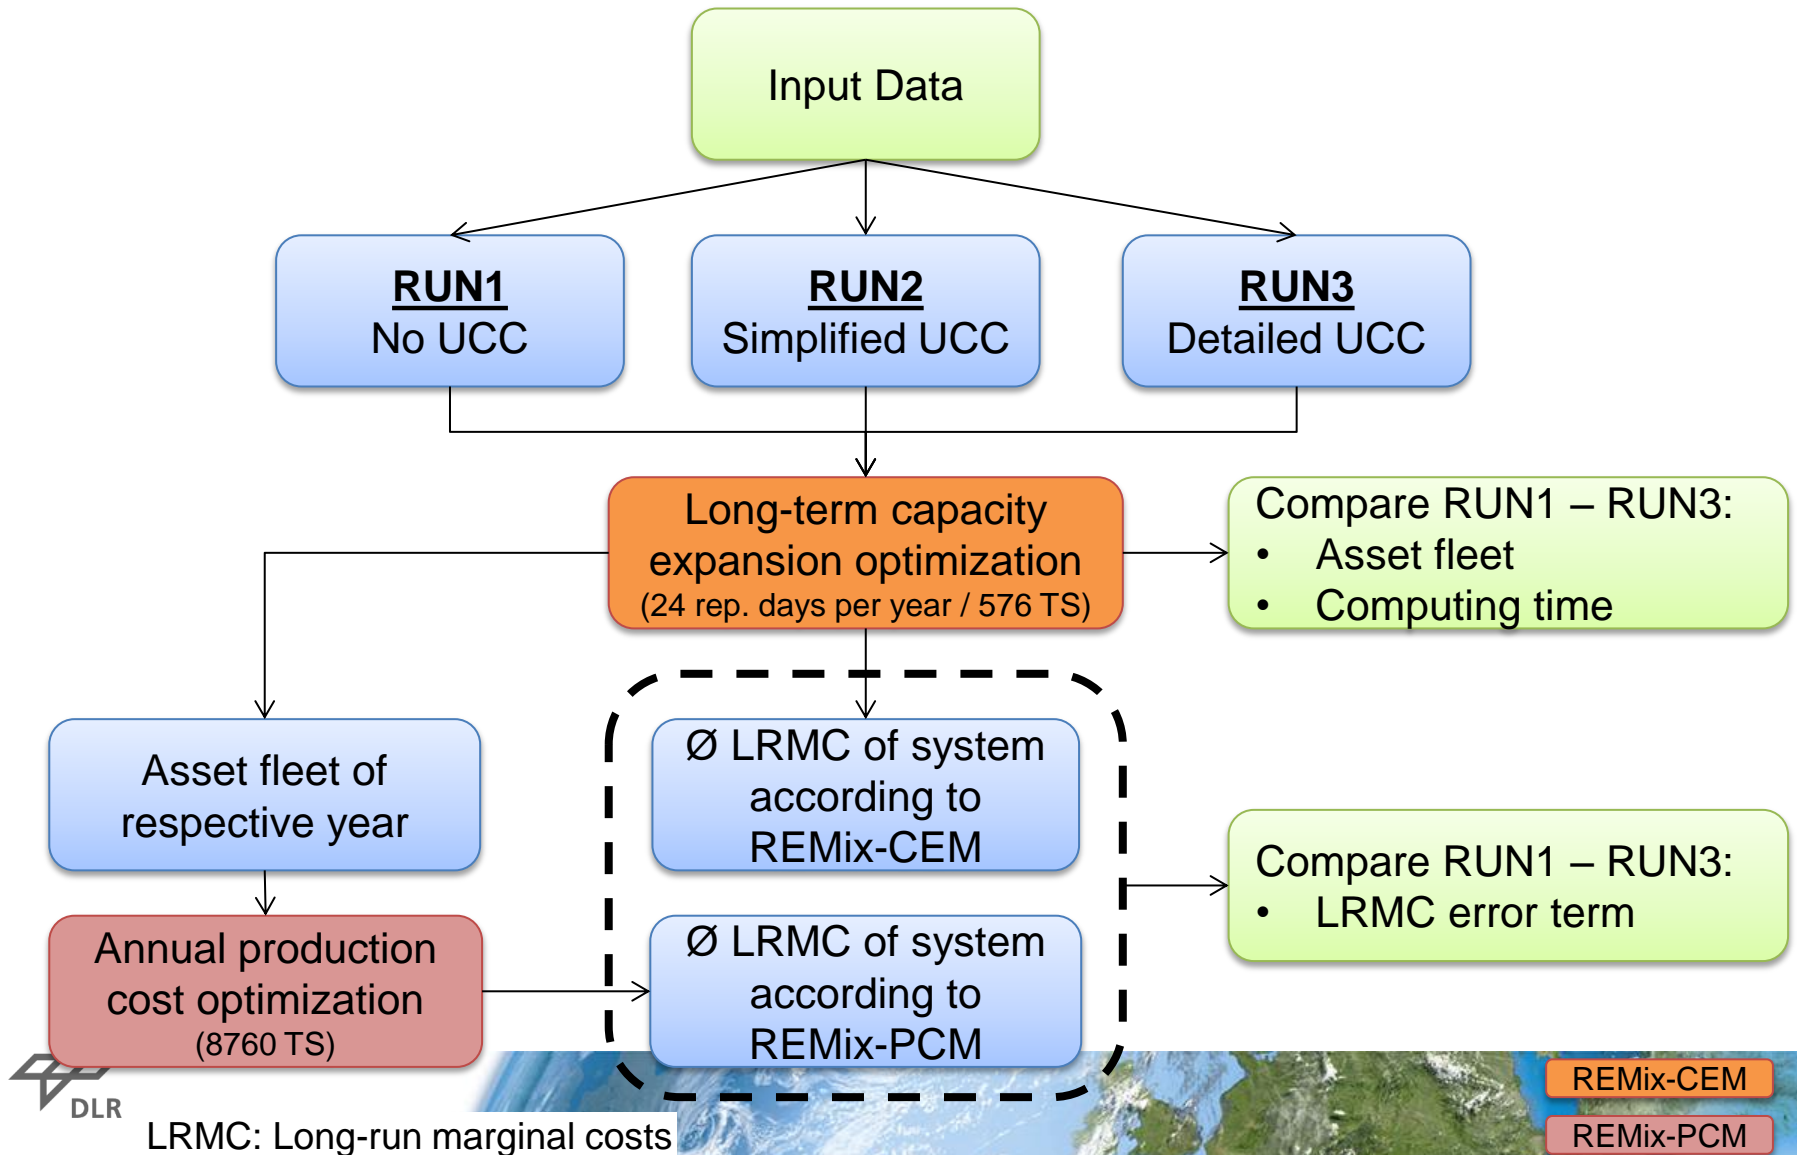 Input Data
RUN1
No UCC
RUN2
Simplified UCC
RUN3
Detailed UCC
Long-term capacity
expansion optimization
(24 rep. days per year / 576 TS)
Compare RUN1 – RUN3:
• Asset fleet
• Computing time
Asset fleet of
respective year
Ø LRMC of system
according to
REMix-CEM
Compare RUN1 – RUN3:
• LRMC error term
Annual production
cost optimization
(8760 TS)
Ø LRMC of system
according to
REMix-PCM
DLR
LRMC: Long-run marginal costs
REMix-CEM
REMix-PCM